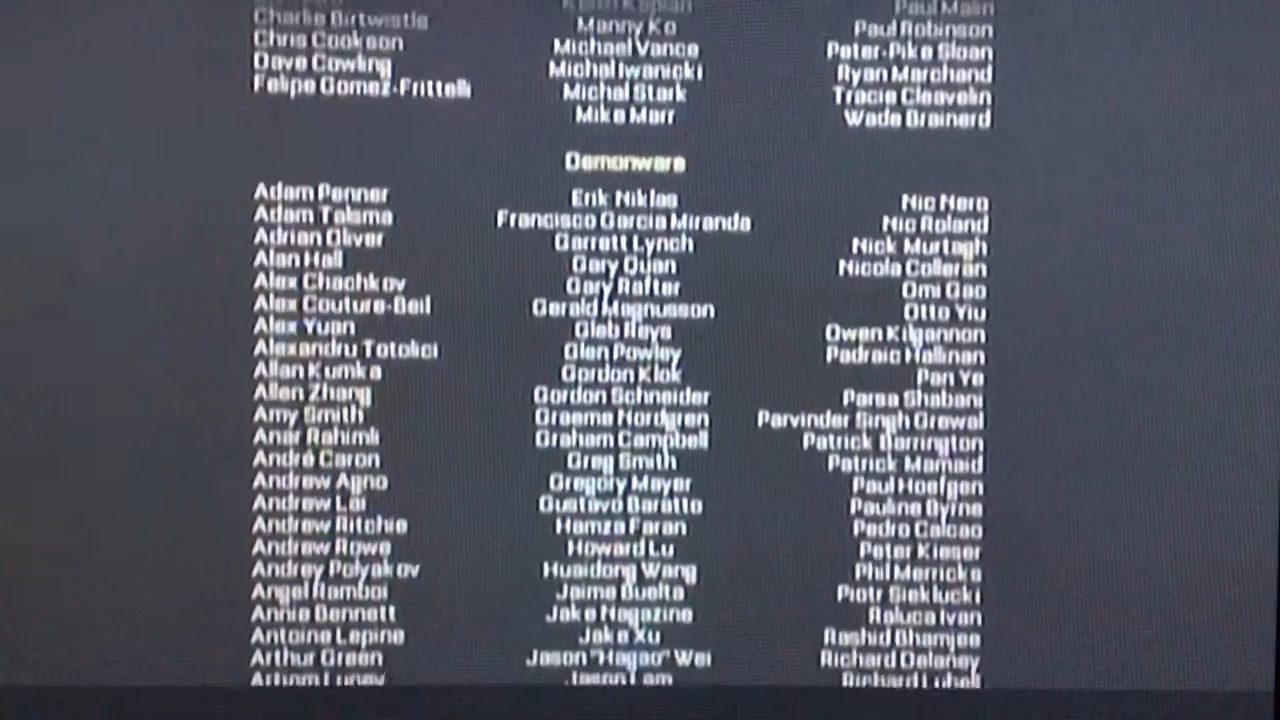 Charlie Birtwistle
Chris Cookson
Dave Cowling
Felipe Gomez-Frittelli
Manny Ko
Michael Vance
Michal Iwanicki
Michal Stark
Mike Marr
Paul Malin
Paul Robinson
Peter-Pike Sloan
Ryan Marchand
Tracie Cleavelin
Wade Brainerd
Demonware
Adam Penner
Adam Talsma
Adrian Oliver
Alan Hall
Alex Chachkov
Alex Couture-Beil
Alex Yuan
Alexandru Totolici
Allan Kumka
Allen Zhang
Amy Smith
Anar Rahimli
André Caron
Andrew Agno
Andrew Lai
Andrew Ritchie
Andrew Rowe
Andrey Polyakov
Angel Ramboi
Annie Bennett
Antoine Lepine
Arthur Green
Erik Niklas
Francisco Garcia Miranda
Garrett Lynch
Gary Quan
Gary Rafter
Gerald Magnusson
Gleb Raya
Glen Powley
Gordon Klok
Gordon Schneider
Graeme Nordgren
Graham Campbell
Greg Smith
Gregory Mayer
Gustavo Baratto
Hamza Faran
Howard Lu
Huaidong Wang
Jaime Buelta
Jake Nagazine
Jake Xu
Jason "Hagao" Wei
Jason Lam
Nic Nero
Nic Roland
Nick Murtagh
Nicola Colleran
Omi Gao
Otto Yiu
Owen Kilgannon
Padraic Hallinan
Pan Ye
Parsa Shabani
Parvinder Singh Grewal
Patrick Barrington
Patrick Mamaid
Paul Hoefgen
Pauline Byrne
Pedro Calcao
Peter Kieser
Phil Merricks
Piotr Sieklucki
Raluca Ivan
Rashid Bhamjee
Richard Delaney
Richard Lubell